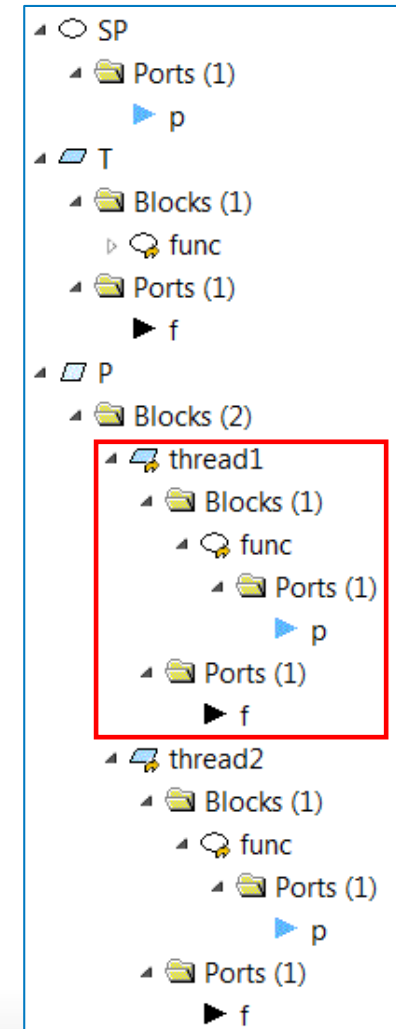 SP
Ports (1)
p
T
Blocks (1)
func
Ports (1)
f
P
Blocks (2)
thread1
Blocks (1)
func
Ports (1)
p
Ports (1)
f
thread2
Blocks (1)
func
Ports (1)
p
Ports (1)
f